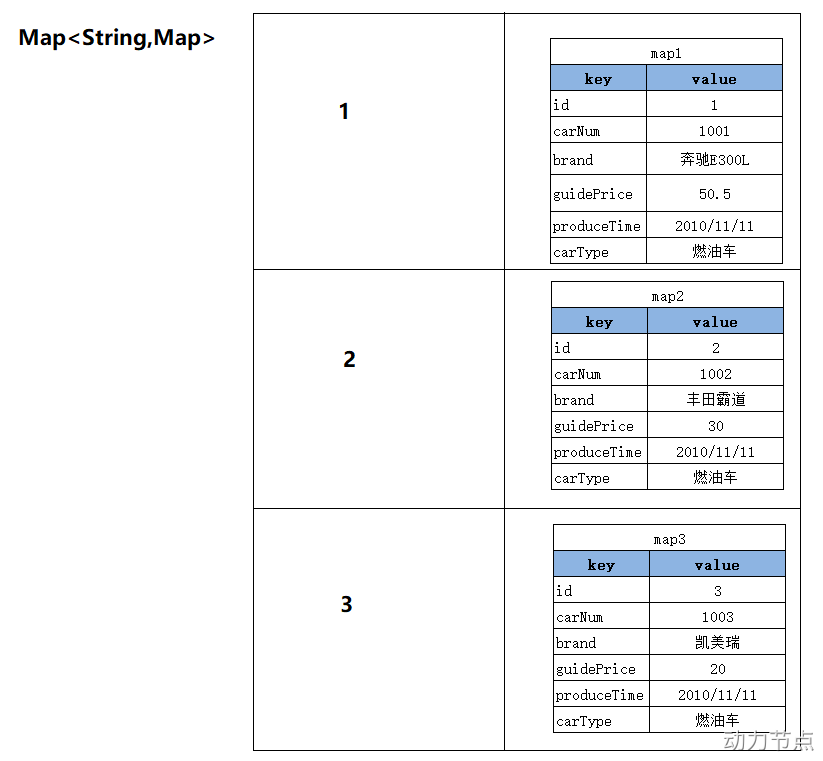 Map<String,Map>
1
map1
key value
id 1
carNum 1001
brand 奔驰E300L
guidePrice 50.5
produceTime 2010/11/11
carType 燃油车
2
map2
key value
id 2
carNum 1002
brand 丰田霸道
guidePrice 30
produceTime 2010/11/11
carType 燃油车
3
map3
key value
id 3
carNum 1003
brand 凯美瑞
guidePrice 20
produceTime 2010/11/11
carType 燃油车
动力节点